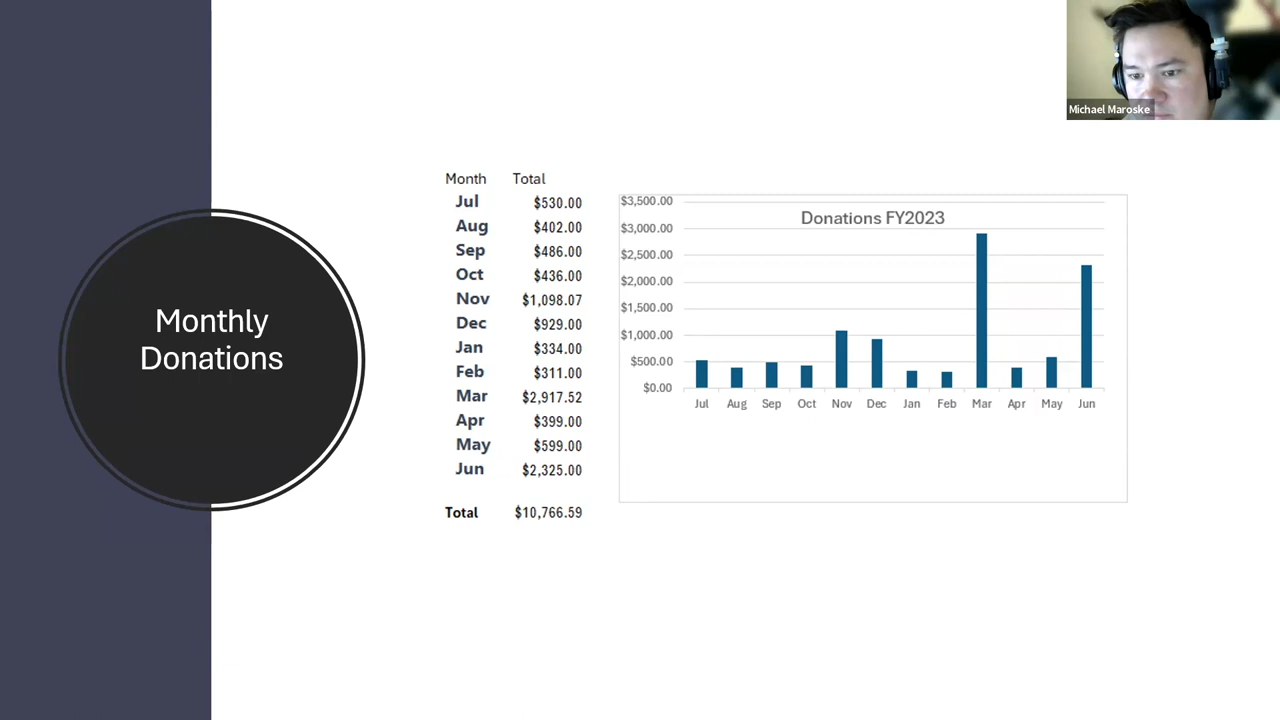 Michael Maroske
Monthly
Donations
Month Total
Jul $530.00
Aug $402.00
Sep $486.00
Oct $436.00
Nov $1,098.07
Dec $929.00
Jan $334.00
Feb $311.00
Mar $2,917.52
Apr $399.00
May $599.00
Jun $2,325.00
Total $10,766.59
Donations FY2023
$3,500.00
$3,000.00
$2,500.00
$2,000.00
$1,500.00
$1,000.00
$500.00
$0.00
Jul Aug Sep Oct Nov Dec Jan Feb Mar Apr May Jun